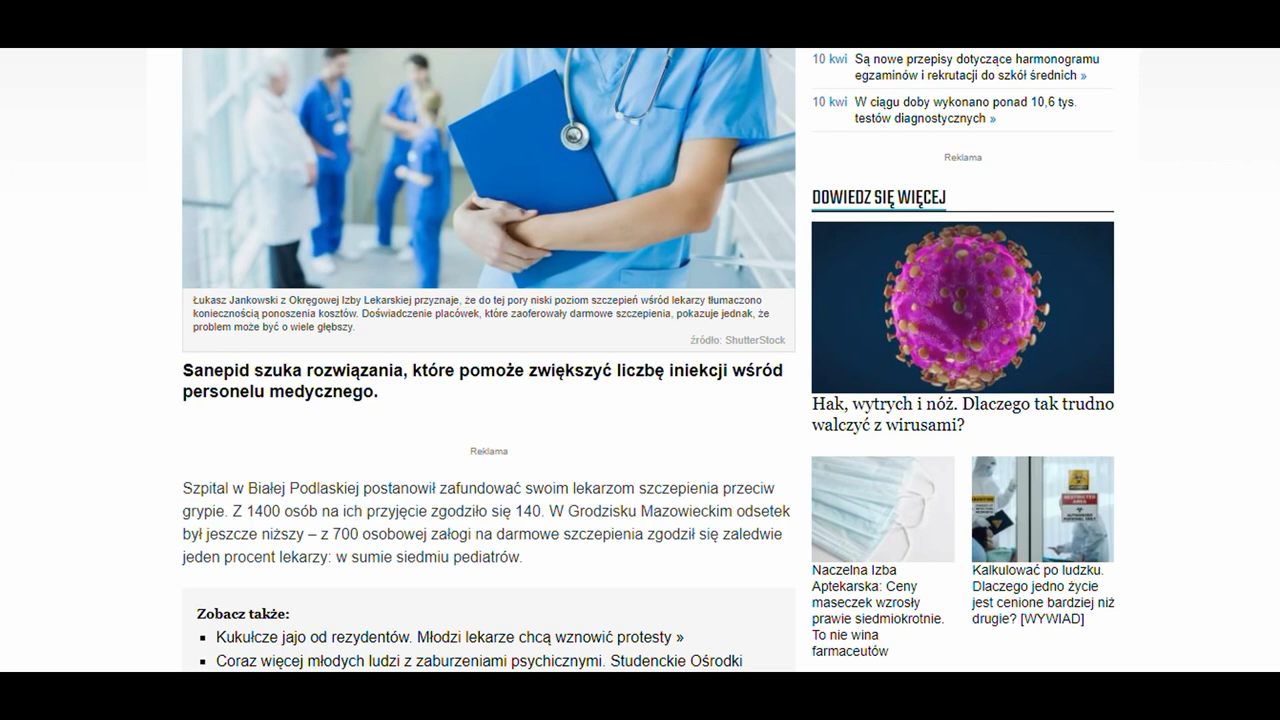 Łukasz Jankowski z Okręgowej Izby Lekarskiej przyznaje, że do tej pory niski poziom szczepień wśród lekarzy tłumaczono
koniecznością ponoszenia kosztów. Doświadczenie placówek, które zaoferowały darmowe szczepienia, pokazuje jednak, że
problem może być o wiele głębszy.
źródło: ShutterStock
Sanepid szuka rozwiązania, które pomoże zwiększyć liczbę iniekcji wśród
personelu medycznego.
Reklama
Szpital w Białej Podlaskiej postanowił zafundować swoim lekarzom szczepienia przeciw
grypie. Z 1400 osób na ich przyjęcie zgodziło się 140. W Grodzisku Mazowieckim odsetek
był jeszcze niższy – z 700 osobowej załogi na darmowe szczepienia zgodził się zaledwie
jeden procent lekarzy: w sumie siedmiu pediatrów.
Zobacz także:
▪ Kukułcze jajo od rezydentów. Młodzi lekarze chcą wznowić protesty »
▪ Coraz więcej młodych ludzi z zaburzeniami psychicznymi. Studenckie Ośrodki
10 kwi Są nowe przepisy dotyczące harmonogramu
egzaminów i rekrutacji do szkół średnich »
10 kwi W ciągu doby wykonano ponad 10,6 tys.
testów diagnostycznych »
Reklama
DOWIEDZ SIĘ WIĘCEJ
Hak, wytrych i nóż. Dlaczego tak trudno
walczyć z wirusami?
Naczelna Izba
Aptekarska: Ceny
maseczek wzrosły
prawie siedmiokrotnie.
To nie wina
farmaceutów
Kalkulować po ludzku.
Dlaczego jedno życie
jest cenione bardziej niż
drugie? [WYWIAD]